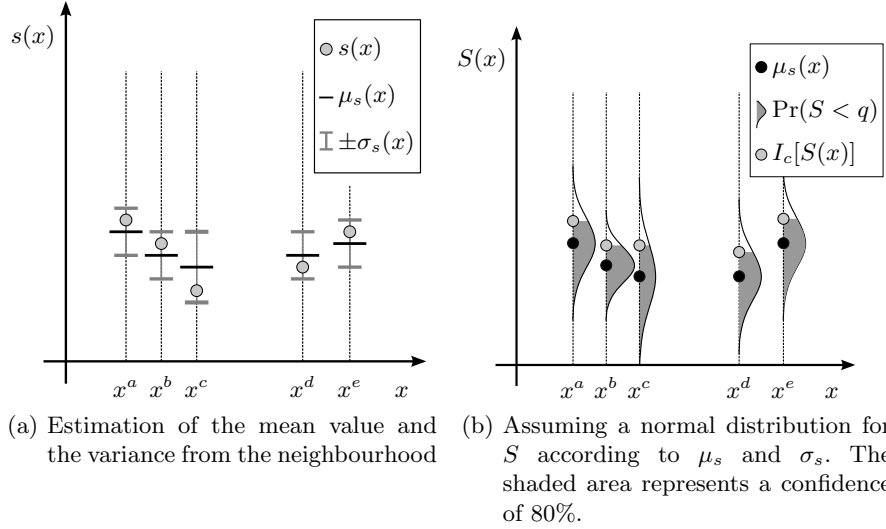 s(x)
s(x)
μ_s(x)
±σ_s(x)
x^a x^b x^c x^d x^e x
(a) Estimation of the mean value and
the variance from the neighbourhood
S(x)
μ_s(x)
Pr(S < q)
I_c[S(x)]
x^a x^b x^c x^d x^e x
(b) Assuming a normal distribution for
S according to μ_s and σ_s. The
shaded area represents a confidence
of 80%.